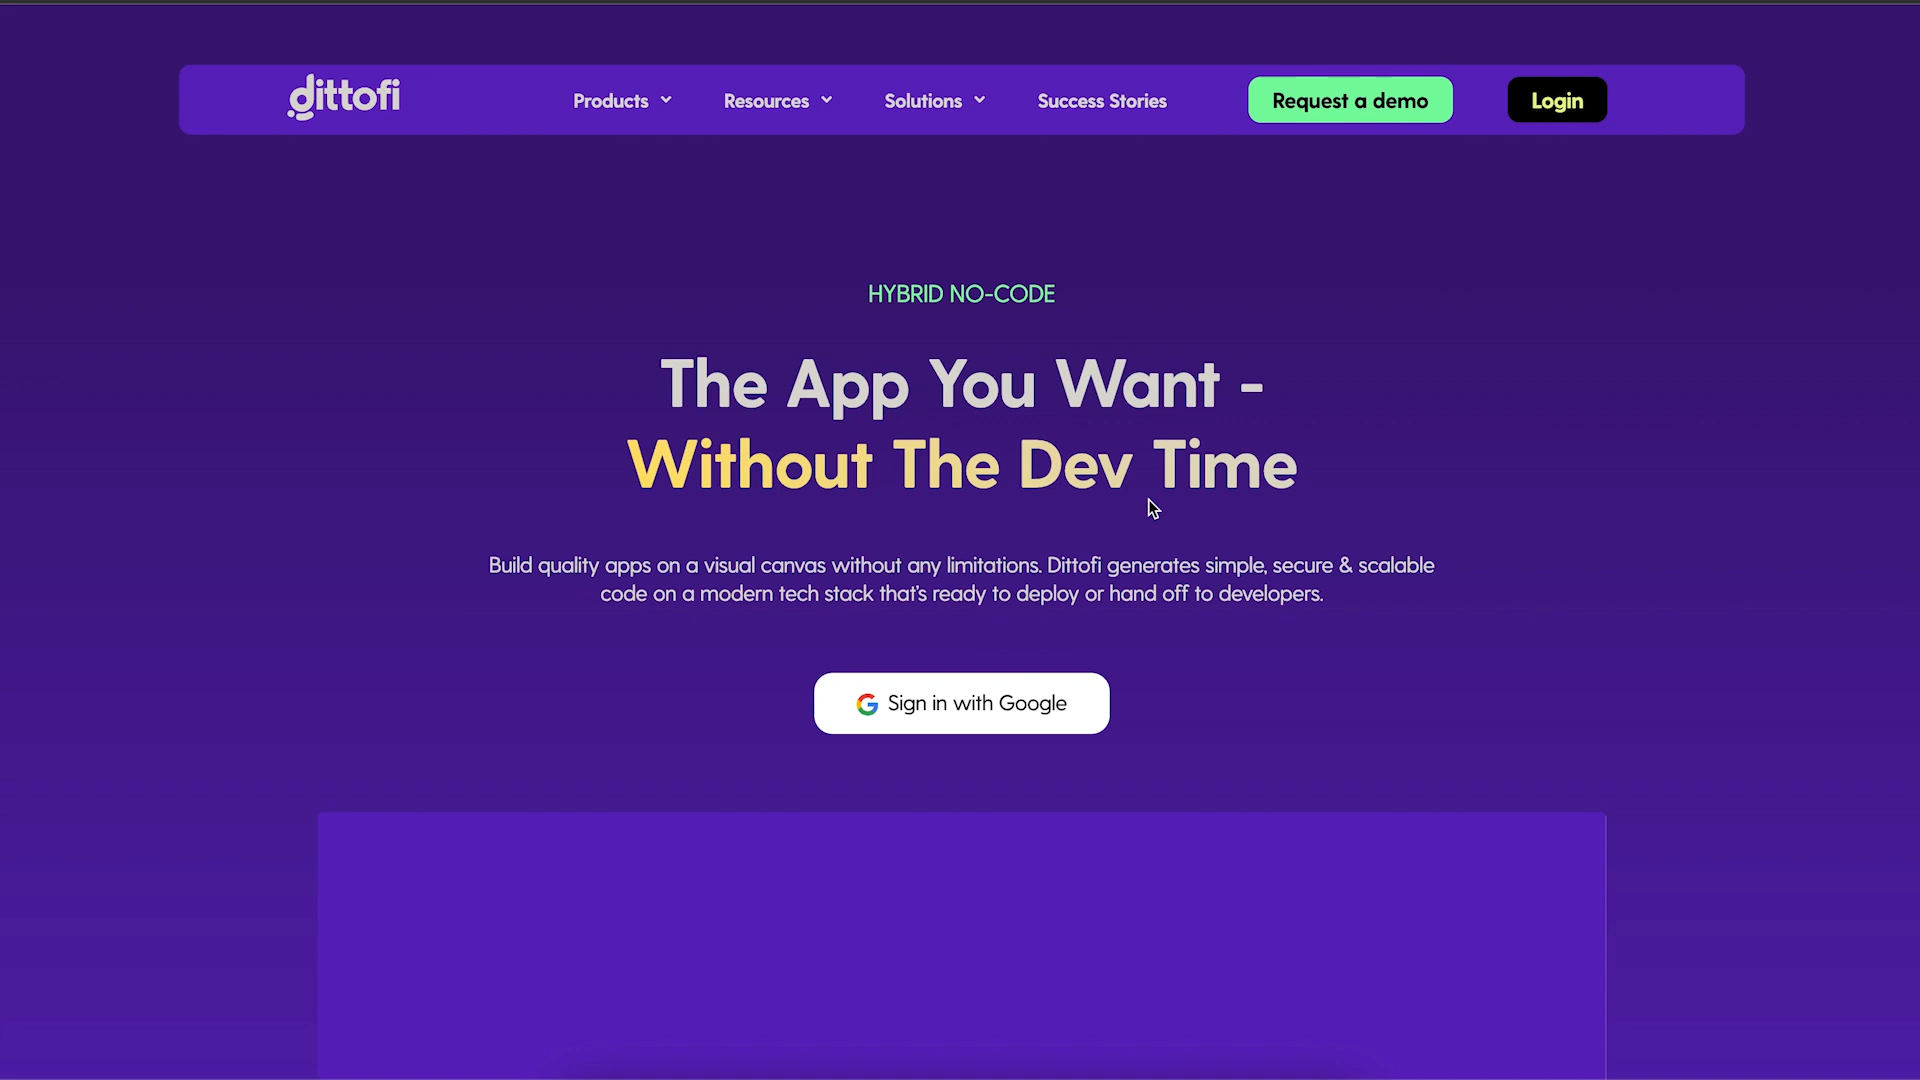 dittofi
Products
Resources
Solutions
Success Stories
Request a demo
Login
HYBRID NO-CODE
The App You Want -
Without The Dev Time
Build quality apps on a visual canvas without any limitations. Dittofi generates simple, secure & scalable
code on a modern tech stack that's ready to deploy or hand off to developers.
Sign in with Google